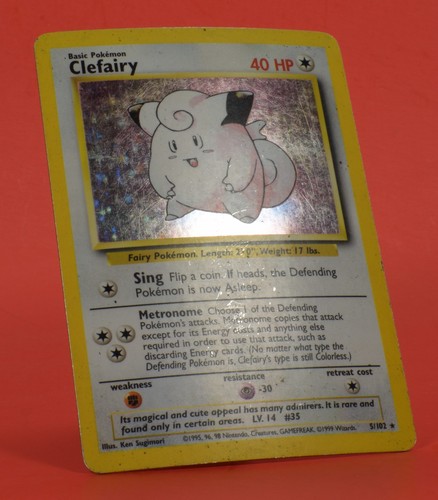 Basic Pokémon
Clefairy
40 HP
Fairy Pokémon. Length: 2' 0", Weight: 17 lbs.
Sing Flip a coin. If heads, the Defending
Pokémon is now Asleep.
Metronome Choose 1 of the Defending
Pokémon's attacks. Metronome copies that attack
except for its Energy costs and anything else
required in order to use that attack, such as
discarding Energy cards. (No matter what type the
Defending Pokémon is, Clefairy's type is still Colorless.)
weakness
resistance
-30
retreat cost
Its magical and cute appeal has many admirers. It is rare and
found only in certain areas. LV. 14 #35
Illus. Ken Sugimori
©1995, 96, 98 Nintendo, Creatures, GAMEFREAK. ©1999 Wizards.
5/102